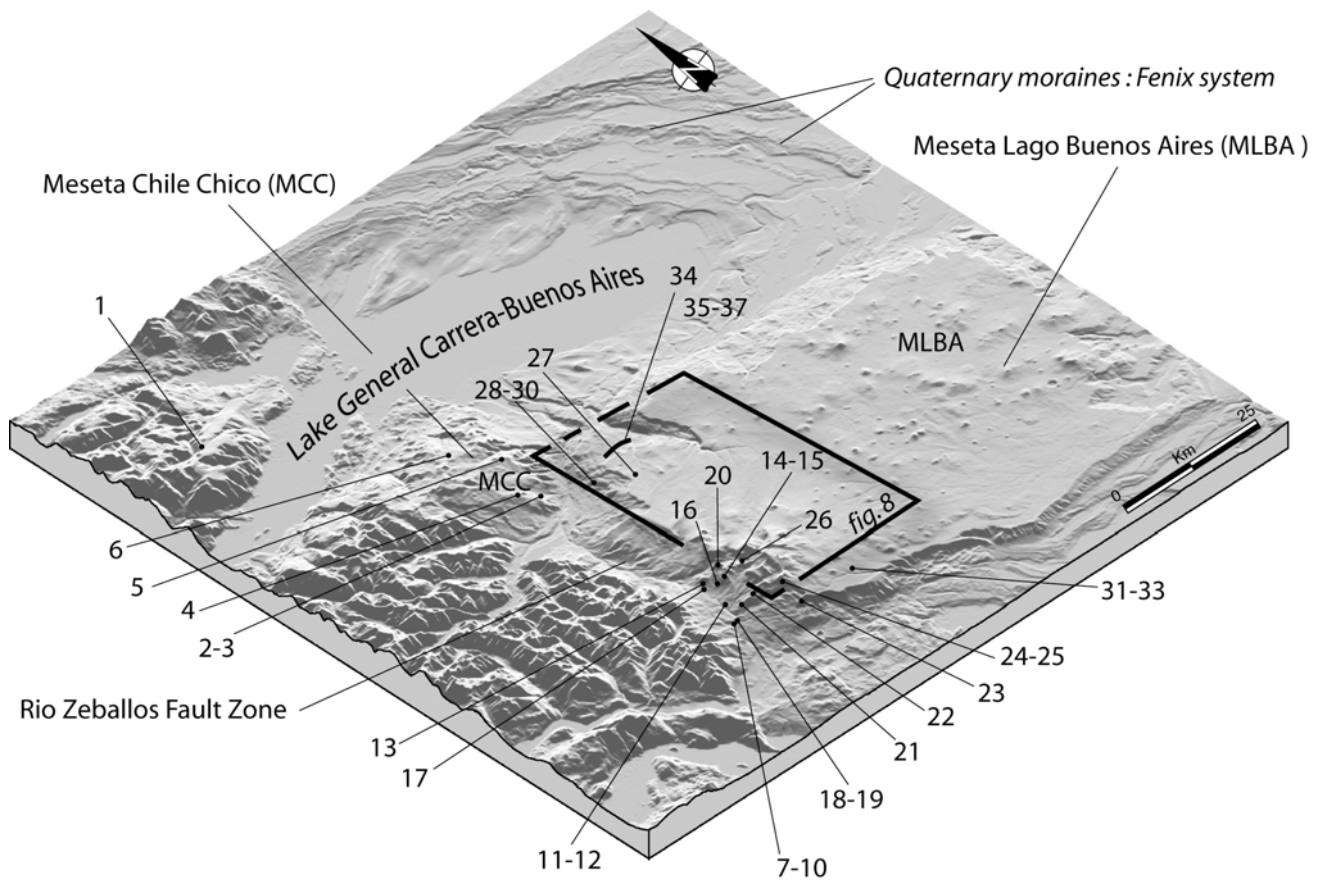 Quaternary moraines : Fenix system
Meseta Lago Buenos Aires (MLBA )
Meseta Chile Chico (MCC)
1
Lake General Carrera-Buenos Aires
34
35-37
27
28-30
MLBA
25
Km
0
MCC
20
14-15
16
26
fig.8
6
5
4
2-3
31-33
24-25
23
22
21
Rio Zeballos Fault Zone
13
17
18-19
11-12
7-10